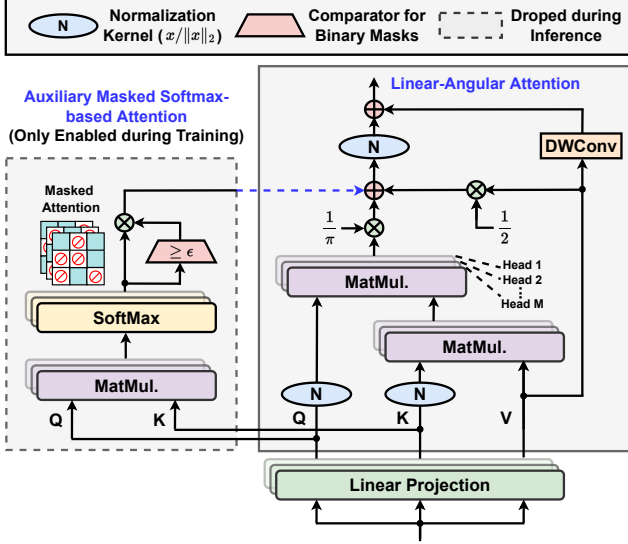 N
Normalization
Kernel (x/‖x‖₂)
Comparator for
Binary Masks
Droped during
Inference
Auxiliary Masked Softmax-
based Attention
(Only Enabled during Training)
Linear-Angular Attention
N
DWConv
Masked
Attention
≥ ϵ
1/π
1/2
Head 1
Head 2
Head M
MatMul.
SoftMax
MatMul.
MatMul.
N
N
Q
K
Q
K
V
Linear Projection